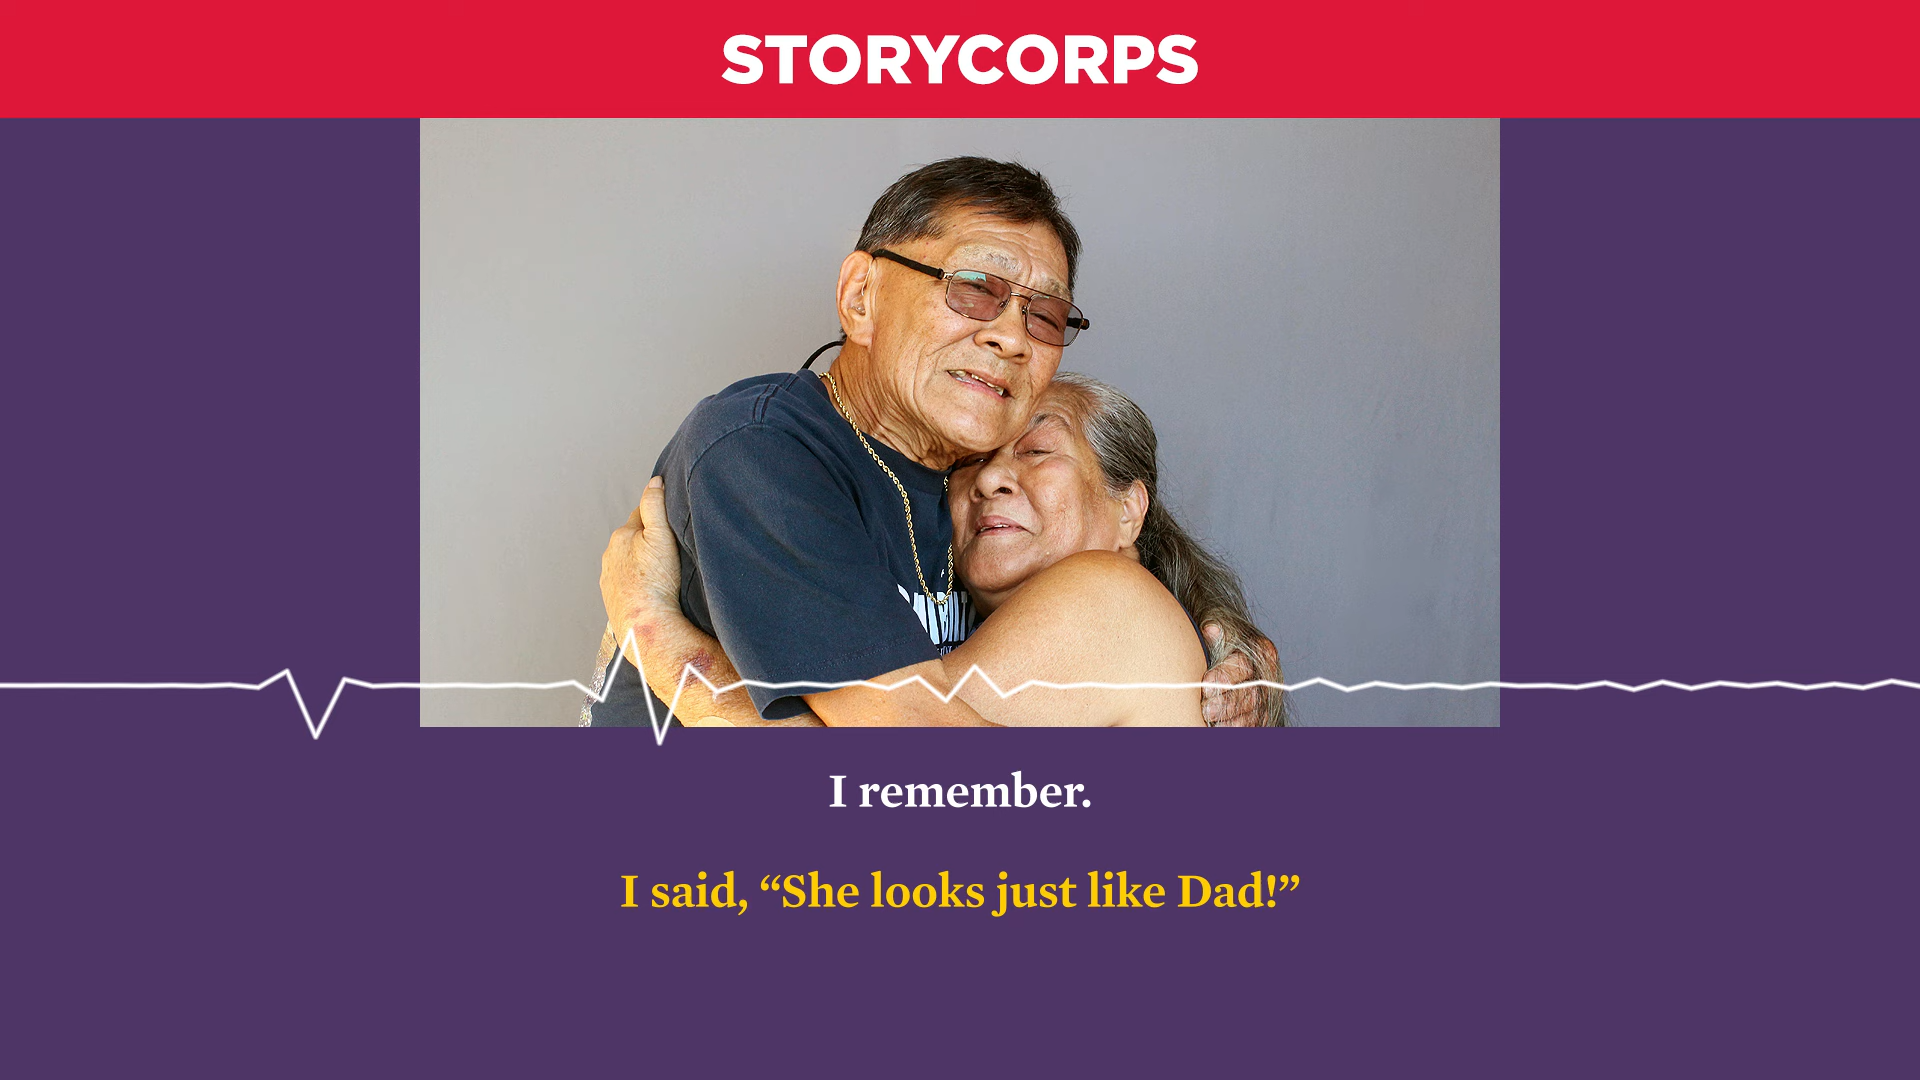 STORYCORPS
I remember.
I said, “She looks just like Dad!”